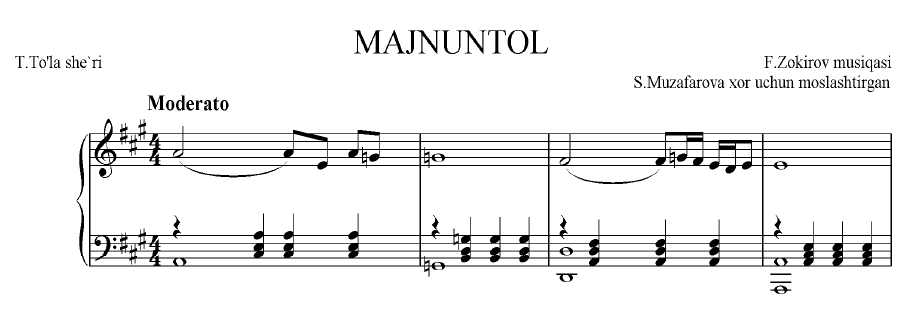 MAJNUNTOL
T.To'la she`ri
F.Zokirov musiqasi
S.Muzafarova xor uchun moslashtirgan
Moderato